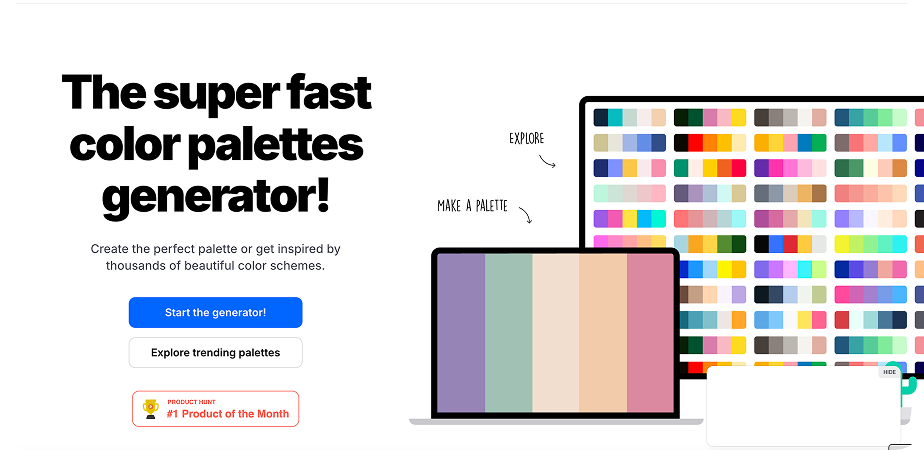 The super fast
color palettes
generator!
Create the perfect palette or get inspired by
thousands of beautiful color schemes.
Start the generator!
Explore trending palettes
PRODUCT HUNT
#1 Product of the Month
EXPLORE
MAKE A PALETTE
HIDE